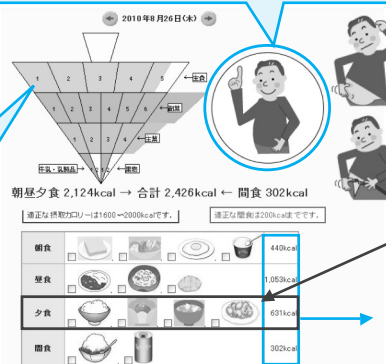 2010年8月26日(木)
1 2 3 4 5 ←主食
1 2 3 4 5 6 ←副菜
1 2 3 4 ←主菜
牛乳・乳製品→ 1 2 1 2 ←果物
朝昼夕食 2,124kcal → 合計 2,426kcal ← 間食 302kcal
適正な摂取カロリーは1600～2000kcalです。 適正な間食は200kcalまでです。
朝食 440kcal
昼食 1,053kcal
夕食 631kcal
間食 302kcal